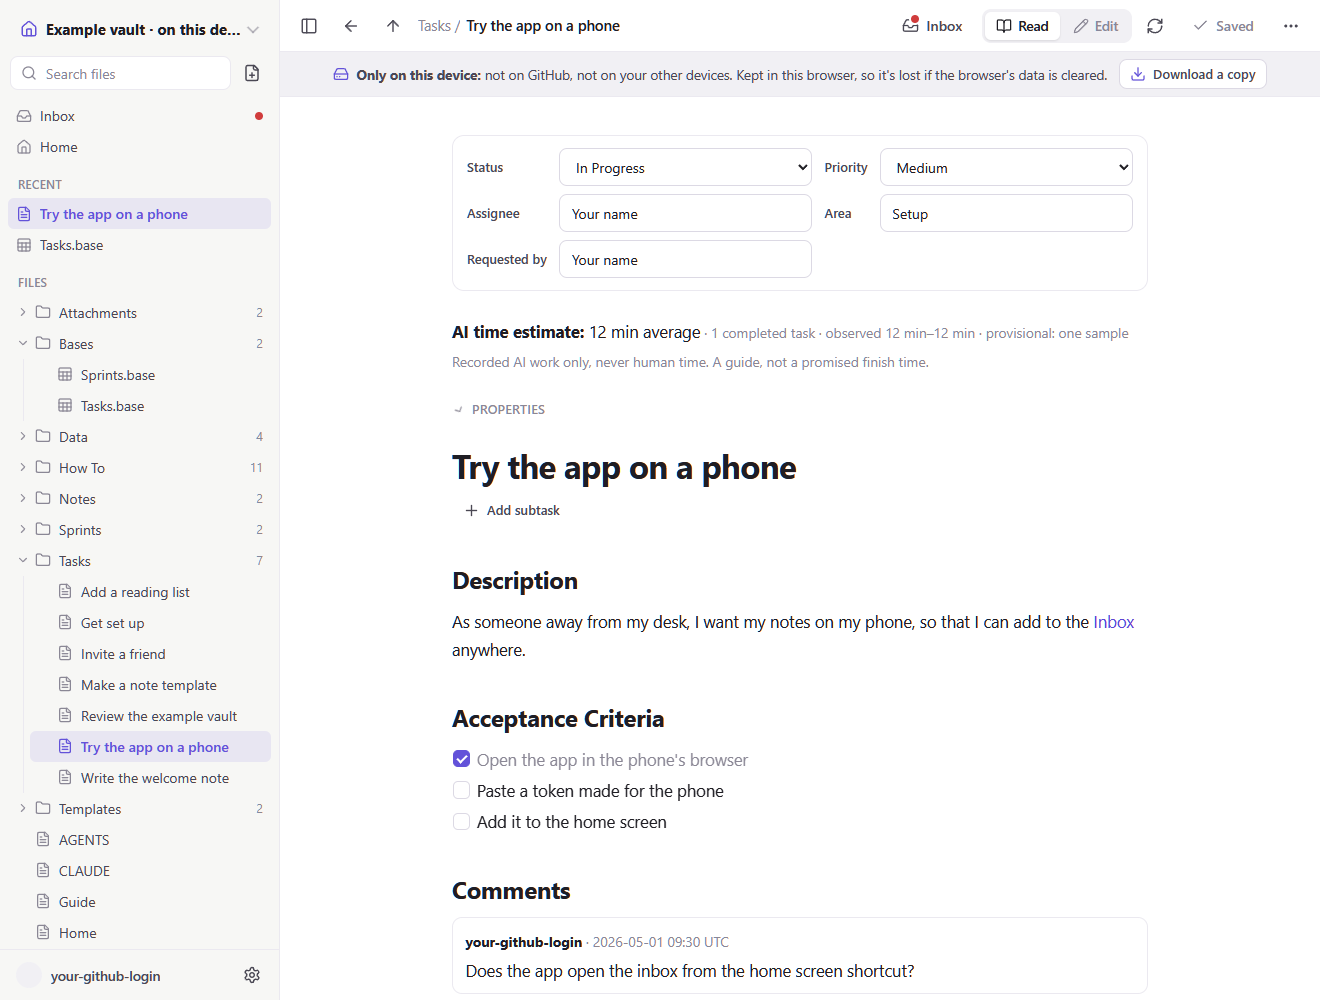 Example vault · on this de...
Search files
Inbox
Home
RECENT
Try the app on a phone
Tasks.base
FILES
Attachments 2
Bases 2
Sprints.base
Tasks.base
Data 4
How To 11
Notes 2
Sprints 2
Tasks 7
Add a reading list
Get set up
Invite a friend
Make a note template
Review the example vault
Try the app on a phone
Write the welcome note
Templates 2
AGENTS
CLAUDE
Guide
Home
your-github-login
Tasks / Try the app on a phone
Inbox
Read
Edit
Saved
Only on this device: not on GitHub, not on your other devices. Kept in this browser, so it's lost if the browser's data is cleared.
Download a copy
Status In Progress Priority Medium
Assignee Your name Area Setup
Requested by Your name
AI time estimate: 12 min average · 1 completed task · observed 12 min–12 min · provisional: one sample
Recorded AI work only, never human time. A guide, not a promised finish time.
PROPERTIES
Try the app on a phone
Add subtask
Description
As someone away from my desk, I want my notes on my phone, so that I can add to the Inbox
anywhere.
Acceptance Criteria
Open the app in the phone's browser
Paste a token made for the phone
Add it to the home screen
Comments
your-github-login · 2026-05-01 09:30 UTC
Does the app open the inbox from the home screen shortcut?